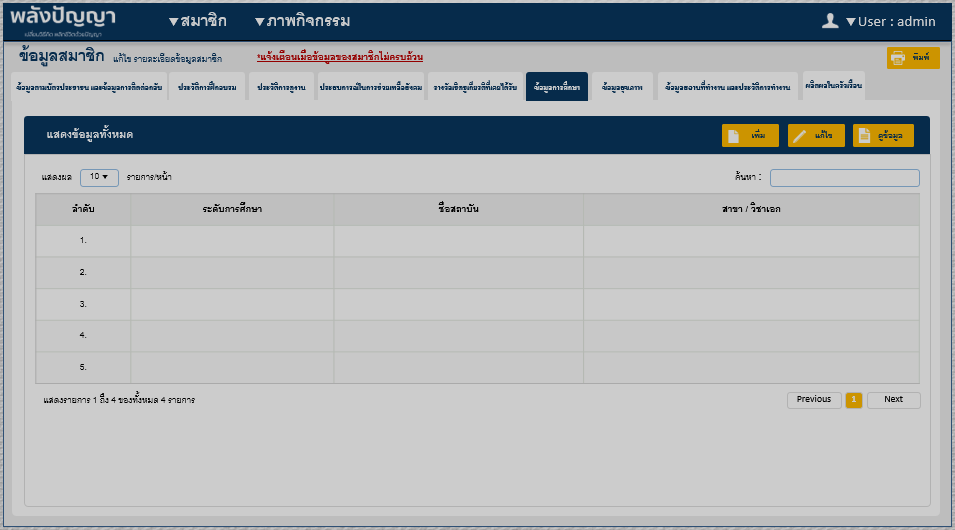 พลังปัญญา
▼สมาชิก ▼ภาพกิจกรรม ▼User : admin
ข้อมูลสมาชิก แก้ไข รายละเอียดข้อมูลสมาชิก *แจ้งเตือนเมื่อข้อมูลของสมาชิกไม่ครบถ้วน พิมพ์
ข้อมูลตามบัตรประชาชน และข้อมูลการติดต่อกลับ ประวัติการฝึกอบรม ประวัติการดูงาน ประสบการณ์ในการช่วยเหลือสังคม รางวัลเชิดชูเกียรติที่เคยได้รับ ข้อมูลการศึกษา ข้อมูลสุขภาพ ข้อมูลสถานที่ทำงาน และประวัติการทำงาน ผลิตผลในครัวเรือน
แสดงข้อมูลทั้งหมด เพิ่ม แก้ไข ดูข้อมูล
แสดงผล 10 ▼ รายการ/หน้า ค้นหา :
ลำดับ ระดับการศึกษา ชื่อสถาบัน สาขา / วิชาเอก
1.
2.
3.
4.
5.
แสดงรายการ 1 ถึง 4 ของทั้งหมด 4 รายการ Previous 1 Next